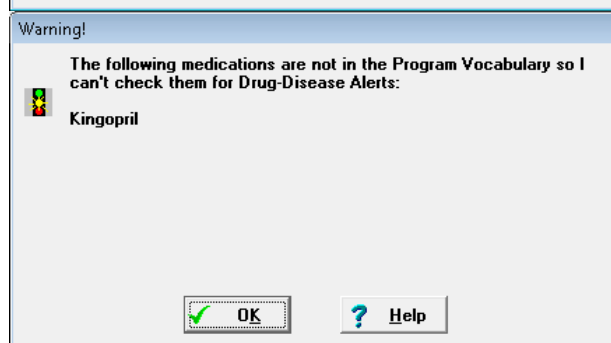 Warning!
The following medications are not in the Program Vocabulary so I
can't check them for Drug-Disease Alerts:
Kingopril
OK
Help